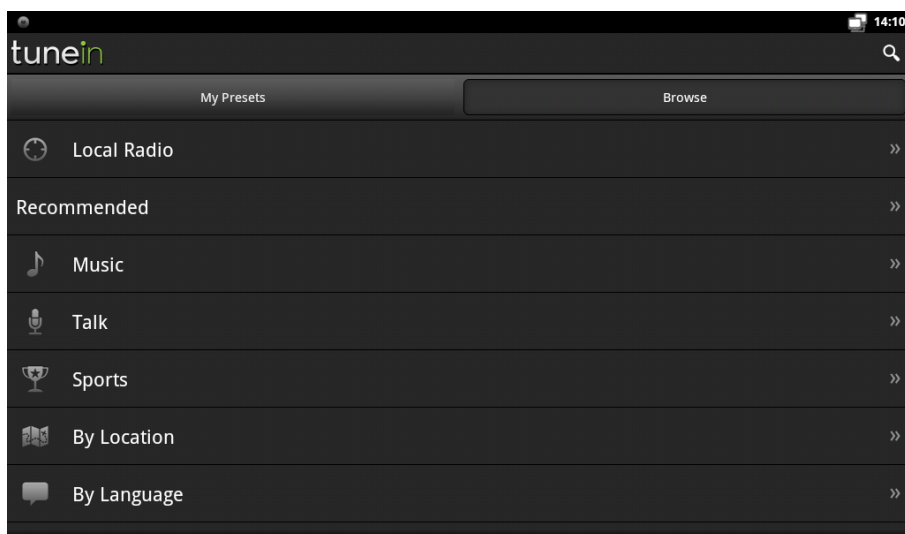 14:10
tunein
My Presets Browse
Local Radio »
Recommended »
Music »
Talk »
Sports »
By Location »
By Language »